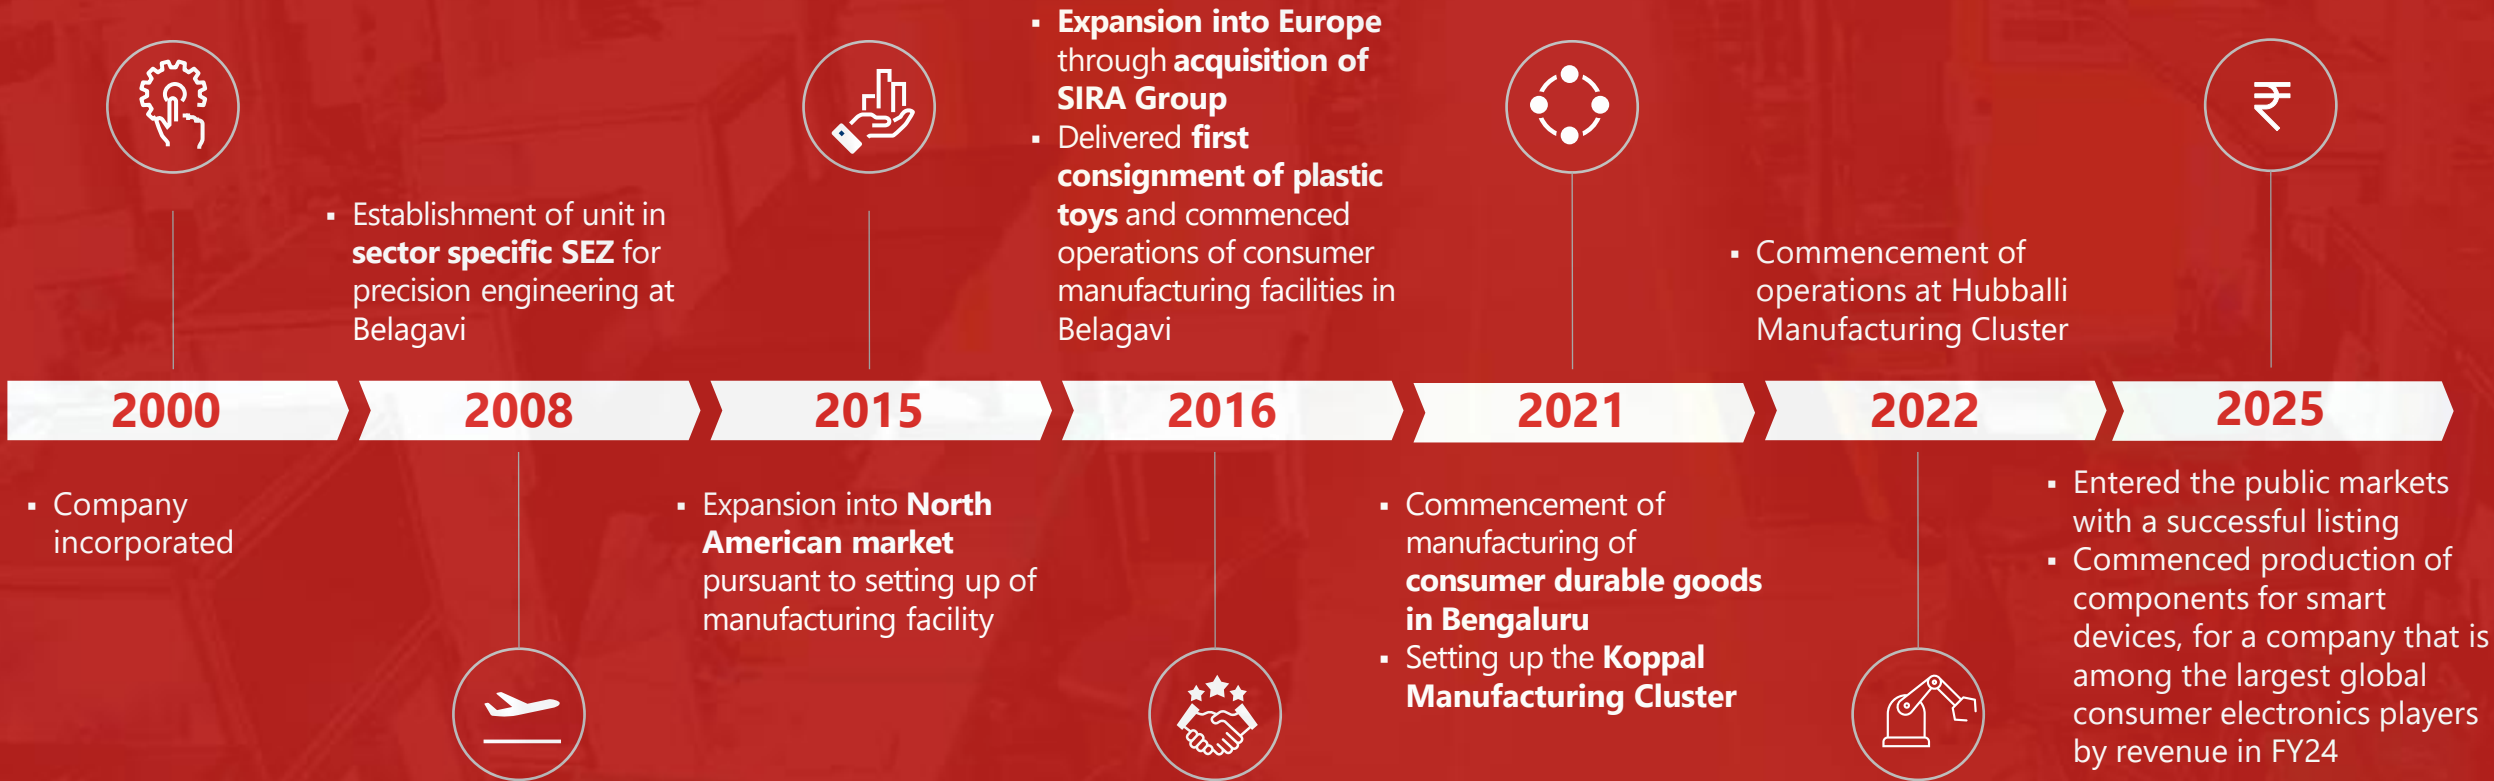 ▪ Expansion into Europe
through acquisition of
SIRA Group
▪ Delivered first
consignment of plastic
toys and commenced
operations of consumer
manufacturing facilities in
Belagavi
▪ Establishment of unit in
sector specific SEZ for
precision engineering at
Belagavi
▪ Commencement of
operations at Hubballi
Manufacturing Cluster
₹
2000
2008
2015
2016
2021
2022
2025
▪ Company
incorporated
▪ Expansion into North
American market
pursuant to setting up of
manufacturing facility
▪ Commencement of
manufacturing of
consumer durable goods
in Bengaluru
▪ Setting up the Koppal
Manufacturing Cluster
▪ Entered the public markets
with a successful listing
▪ Commenced production of
components for smart
devices, for a company that is
among the largest global
consumer electronics players
by revenue in FY24